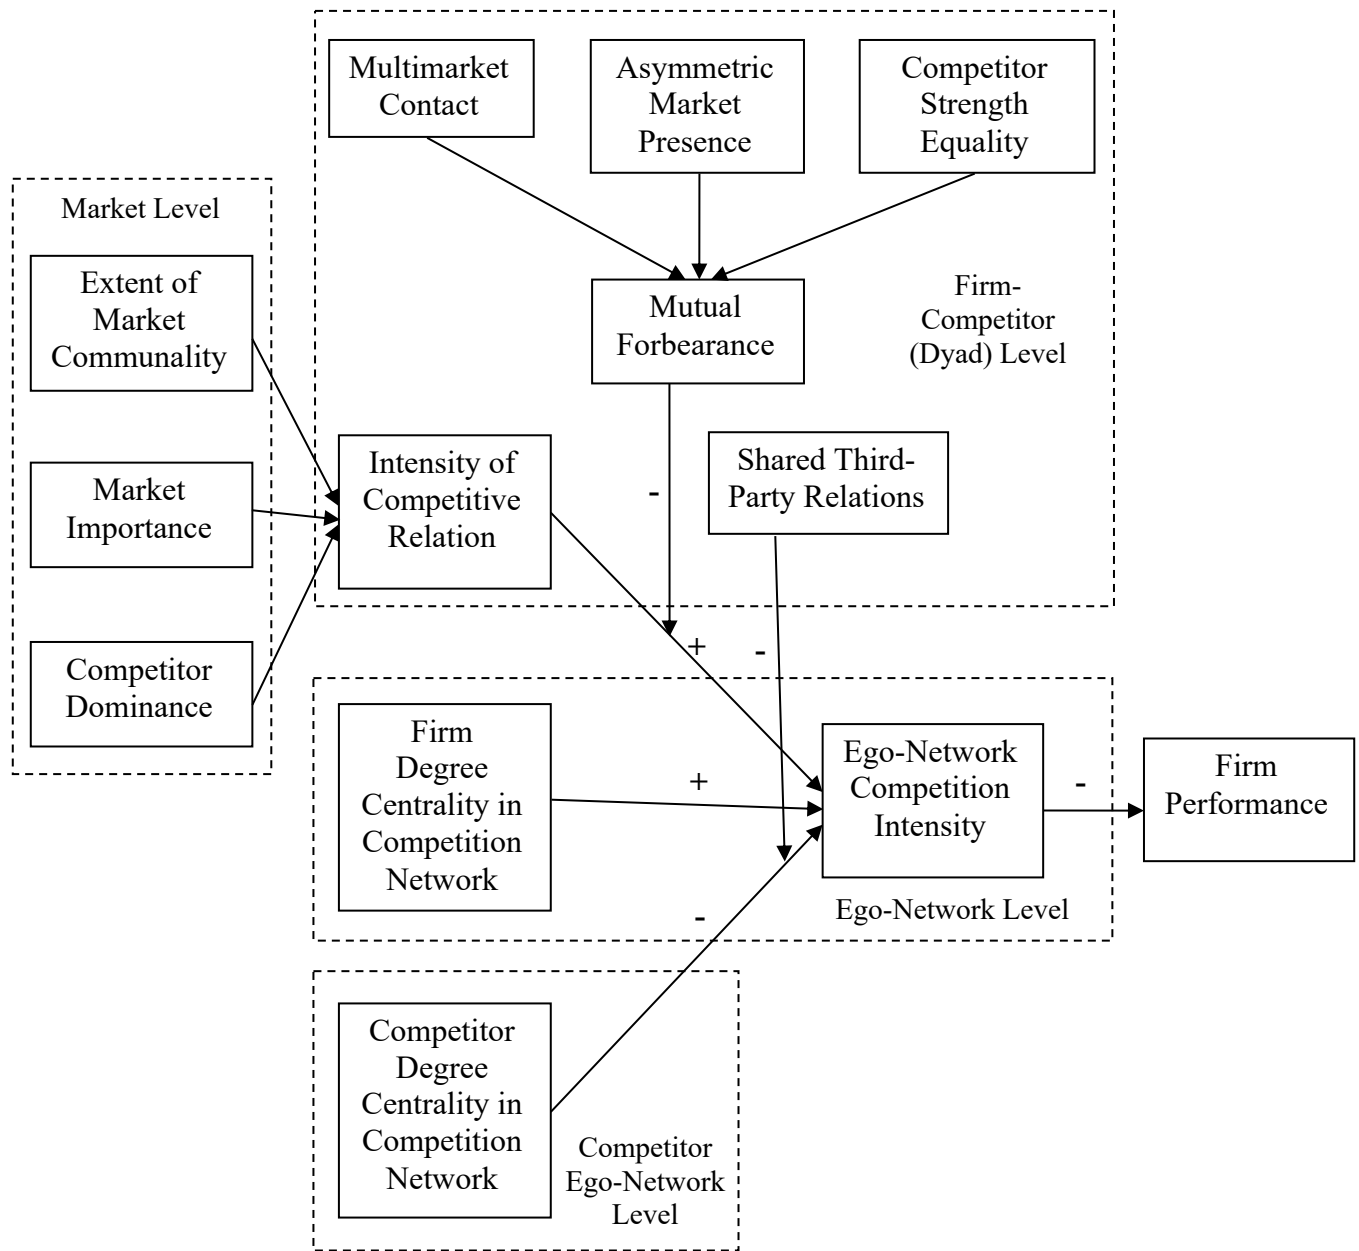 Multimarket
Contact
Asymmetric
Market
Presence
Competitor
Strength
Equality
Market Level
Extent of
Market
Communality
Mutual
Forbearance
Firm-
Competitor
(Dyad) Level
Market
Importance
Intensity of
Competitive
Relation
-
Shared Third-
Party Relations
Competitor
Dominance
+
-
Firm
Degree
Centrality in
Competition
Network
+
Ego-Network
Competition
Intensity
-
Firm
Performance
-
Ego-Network Level
Competitor
Degree
Centrality in
Competition
Network
Competitor
Ego-Network
Level